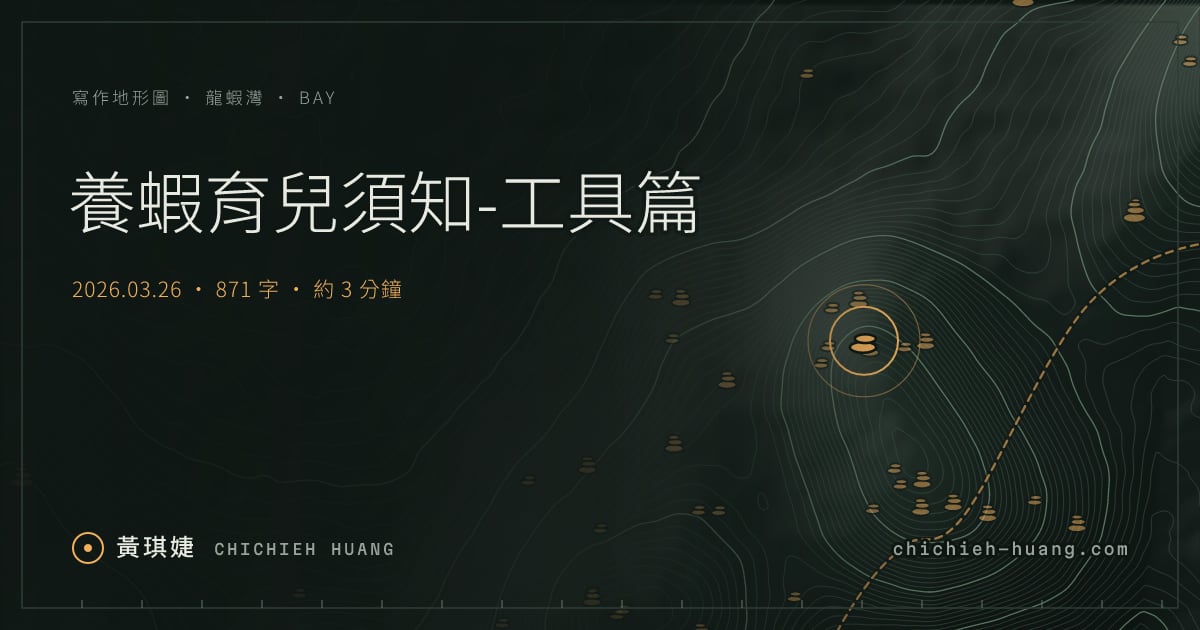 寫作地形圖 · 龍蝦灣 · BAY
養蝦育兒須知-工具篇
2026.03.26 · 871 字 · 約 3 分鐘
黃琪婕 CHICHIEH HUANG
chichieh-huang.com